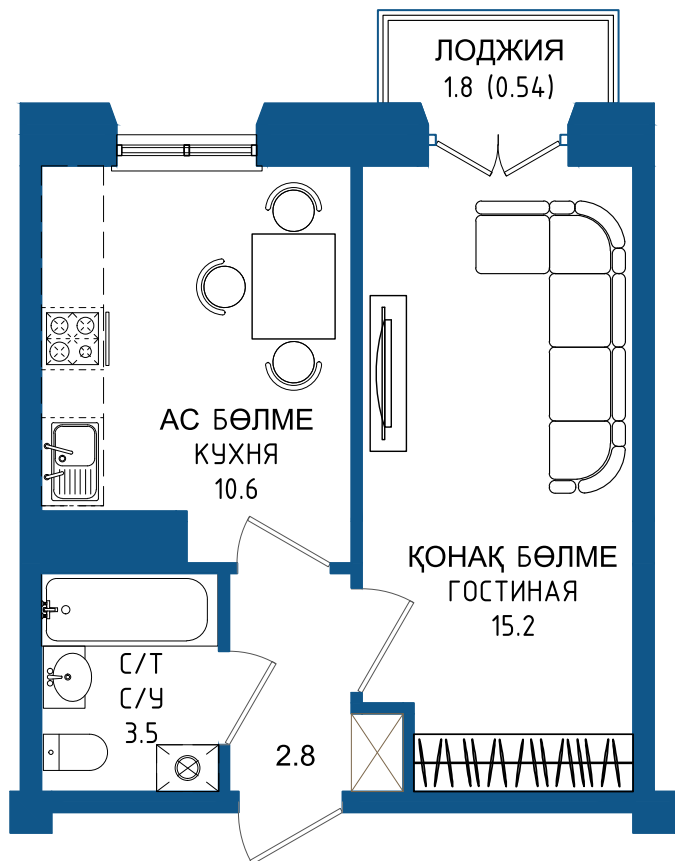 ЛОДЖИЯ
1.8 (0.54)
АС БӨЛМЕ
КУХНЯ
10.6
ҚОНАҚ БӨЛМЕ
ГОСТИНАЯ
15.2
С/Т
С/У
3.5
2.8